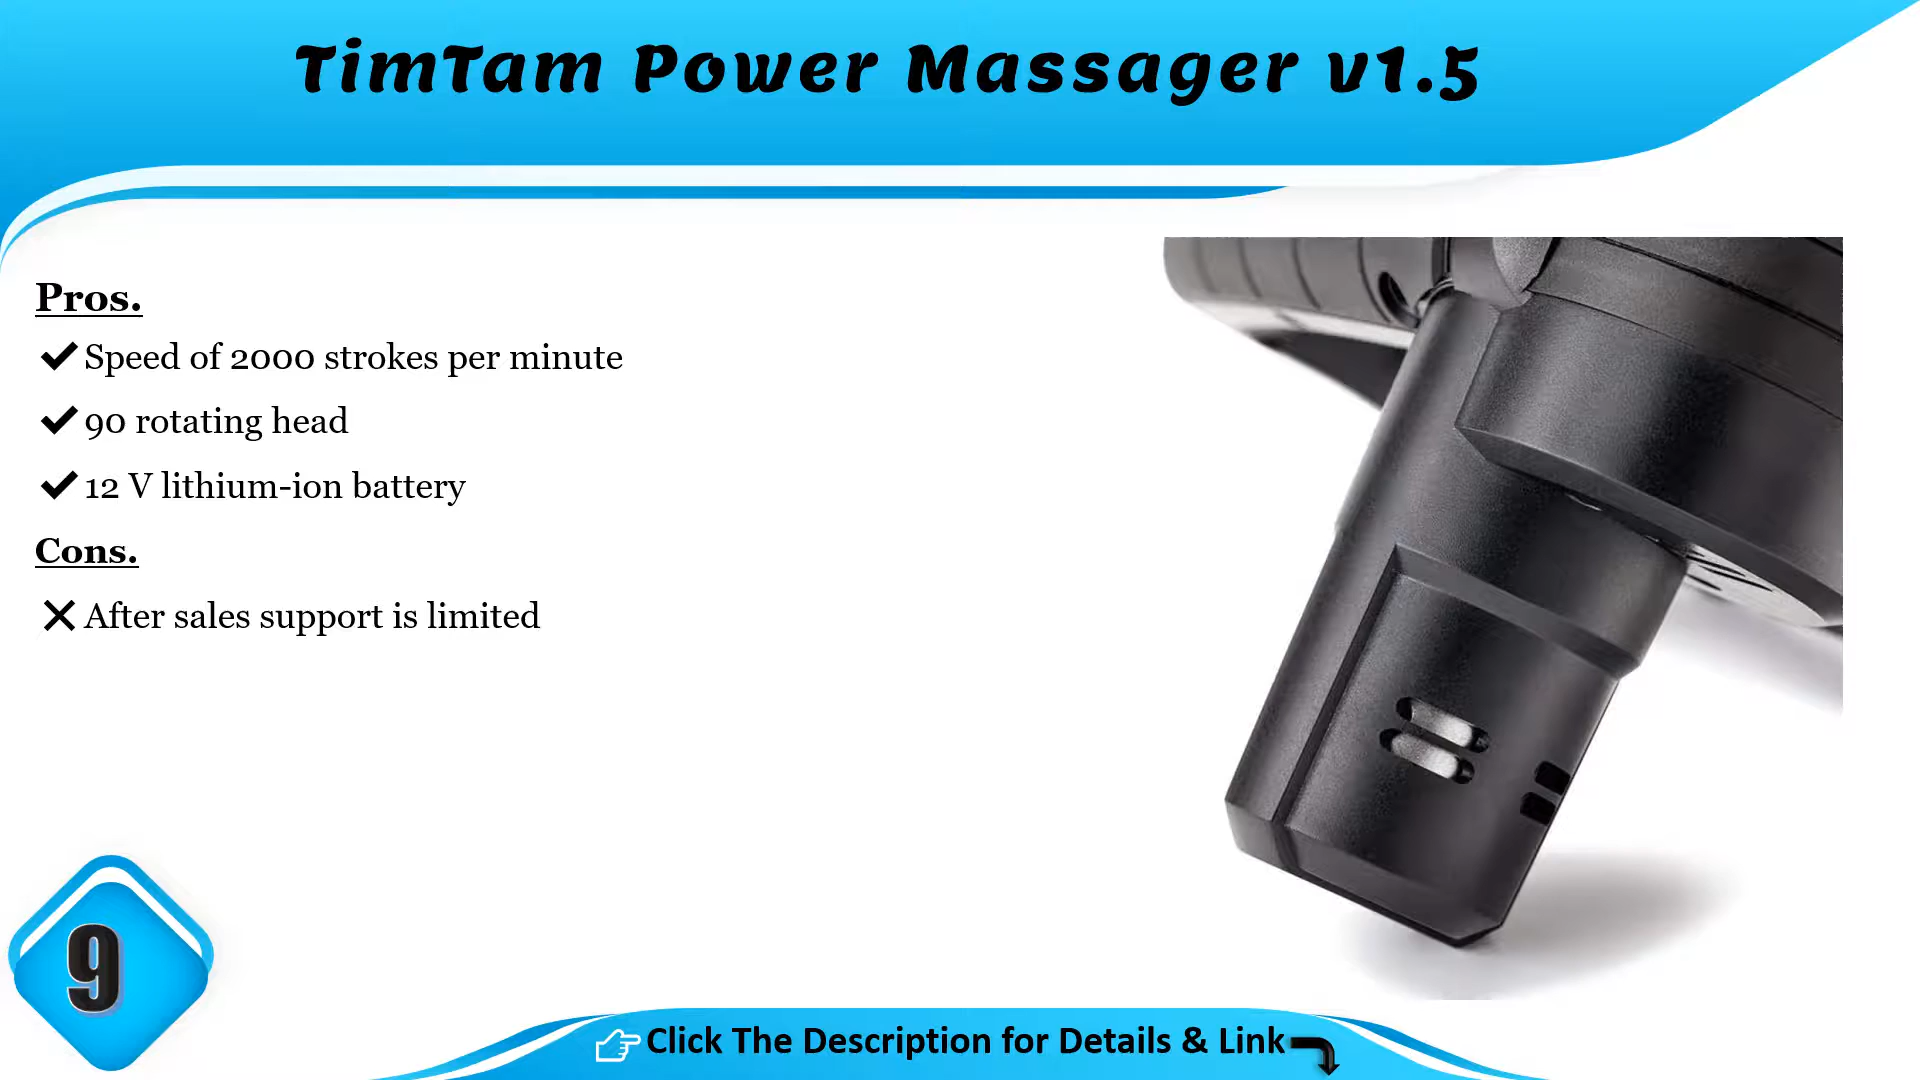 TimTam Power Massager v1.5
Pros.
Speed of 2000 strokes per minute
90 rotating head
12 V lithium-ion battery
Cons.
After sales support is limited
9
Click The Description for Details & Link